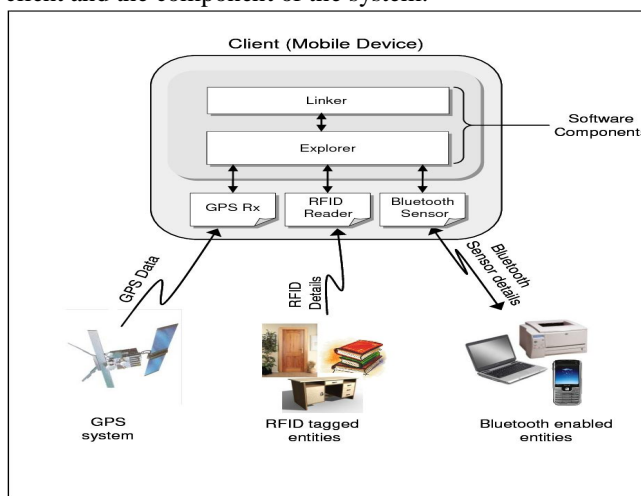 client and the component of the system.
Client (Mobile Device)
Linker
Explorer
Software
Components
GPS Rx
RFID
Reader
Bluetooth
Sensor
GPS Data
RFID
Details
Bluetooth
Sensor details
GPS
system
RFID tagged
entities
Bluetooth enabled
entities